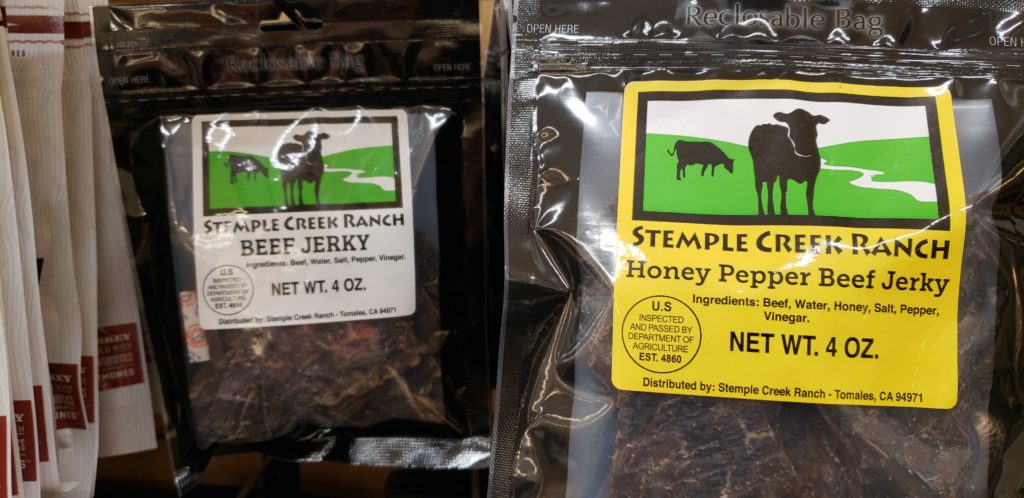 VES
OPEN HERE
Reclosable Bag
OPEN HERE
STEMPLE CREEK RANCH
BEEF JERKY
Ingredients: Beef, Water, Salt, Pepper, Vinegar.
U.S
INSPECTED
AND PASSED BY
DEPARTMENT OF
AGRICULTURE
EST. 4860
NET WT. 4 OZ.
Distributed by: Stemple Creek Ranch - Tomales, CA 94971
OPEN HERE
Reclosable Bag
OPEN HERE
STEMPLE CREEK RANCH
Honey Pepper Beef Jerky
Ingredients: Beef, Water, Honey, Salt, Pepper,
Vinegar.
U.S
INSPECTED
AND PASSED BY
DEPARTMENT OF
AGRICULTURE
EST. 4860
NET WT. 4 OZ.
Distributed by: Stemple Creek Ranch - Tomales, CA 94971